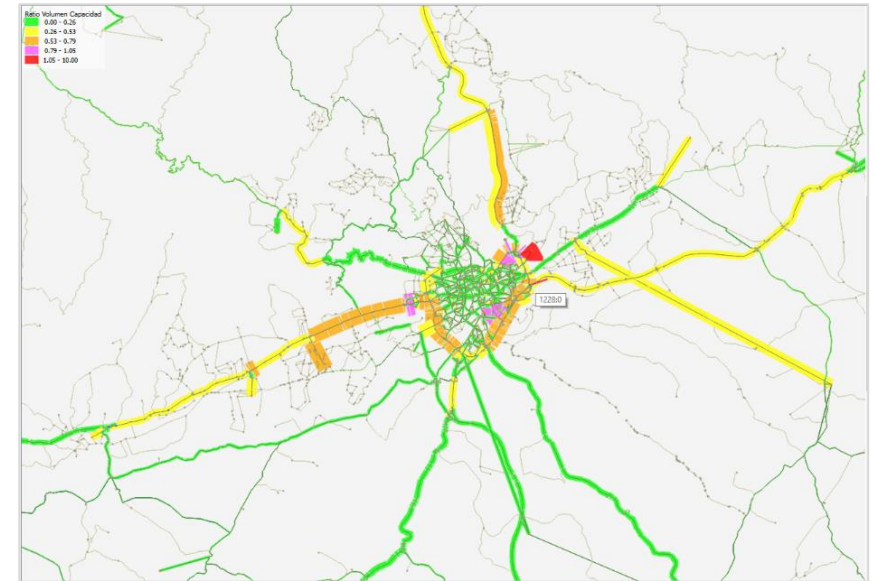 Ratio Volumen Capacidad
0.00 - 0.26
0.26 - 0.53
0.53 - 0.79
0.79 - 1.05
1.05 - 10.00
1228:0